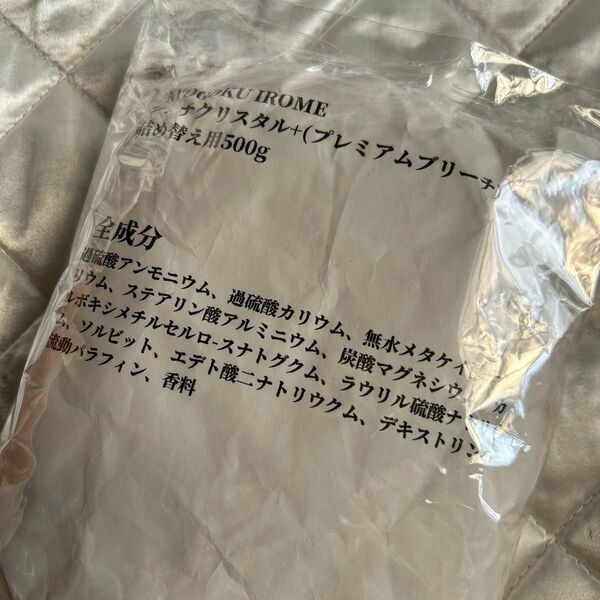 KYOGOKU IROME
ナクリスタル+(プレミアムブリーチ
詰め替え用500g
全成分
過硫酸アンモニウム、過硫酸カリウム、無水メタケイ
リウム、ステアリン酸アルミニウム、炭酸マグネシウ
ルボキシメチルセルロースナトグクム、ラウリル硫酸ナ
ム、ソルビット、エデト酸二ナトリウクム、デキストリン
流動パラフィン、香料